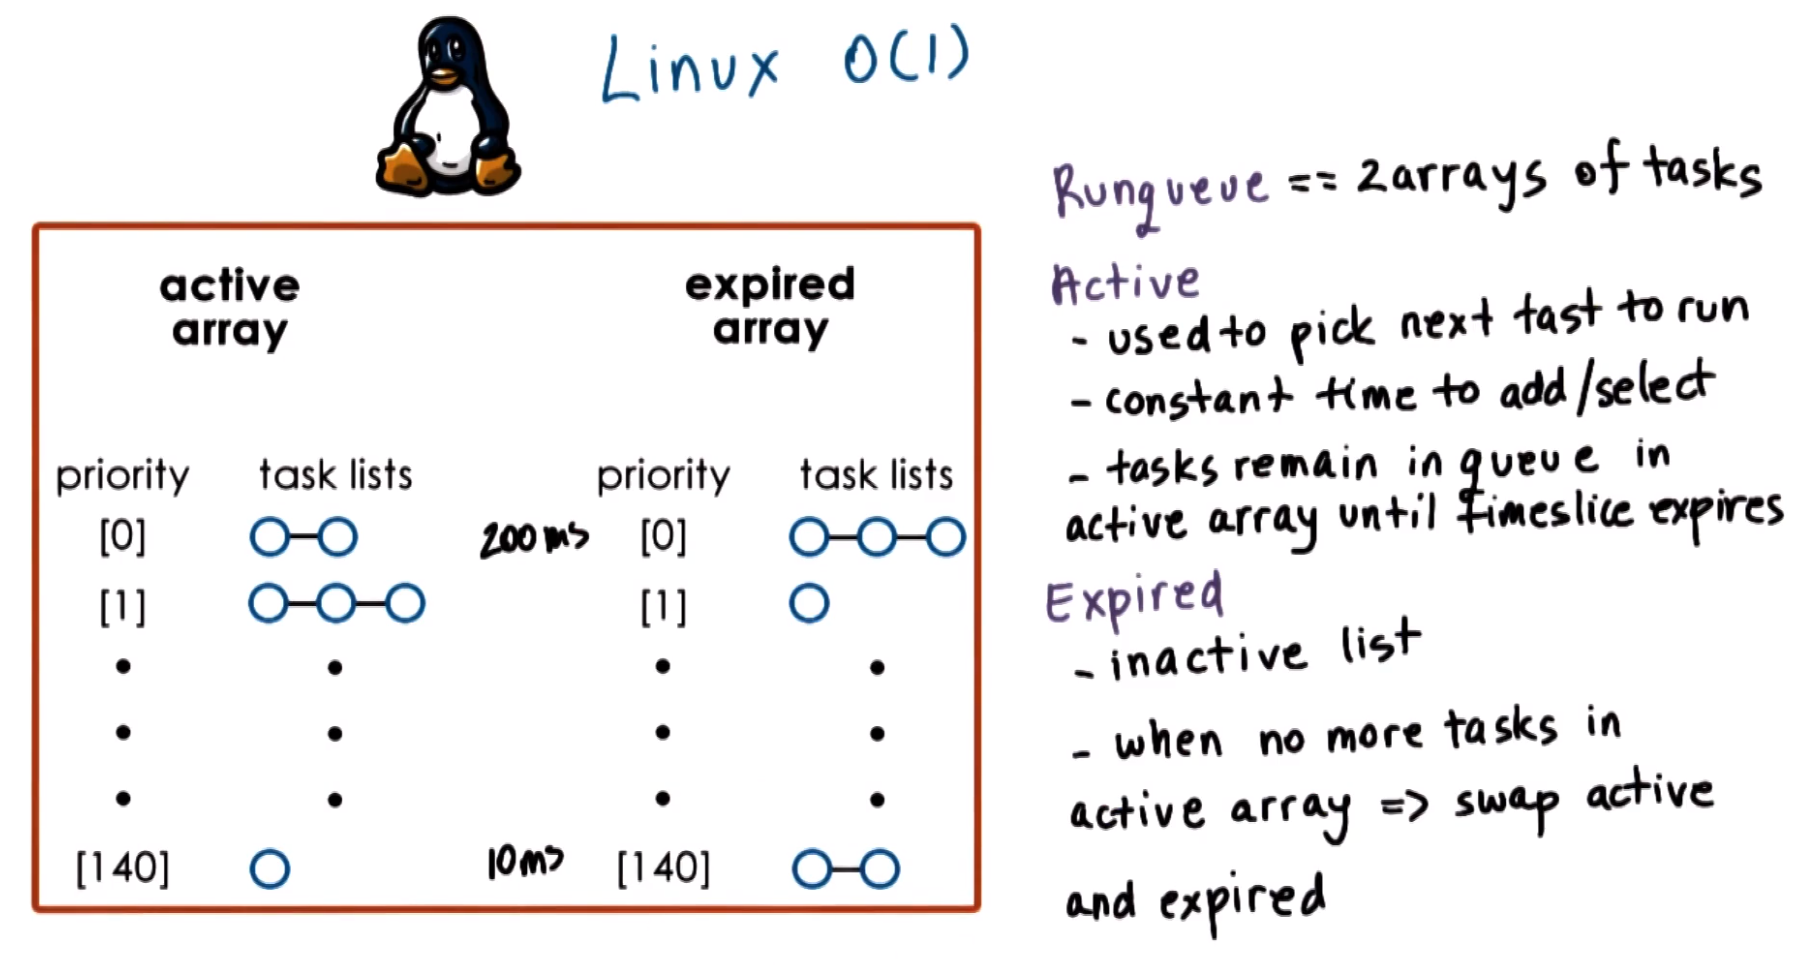 Linux O(1)
active
array
expired
array
priority task lists priority task lists
[0] 200ms [0]
[1] [1]
[140] 10ms [140]
Runqueue == 2 arrays of tasks
Active
- used to pick next tast to run
- constant time to add/select
- tasks remain in queue in
active array until timeslice expires
Expired
- inactive list
- when no more tasks in
active array => swap active
and expired